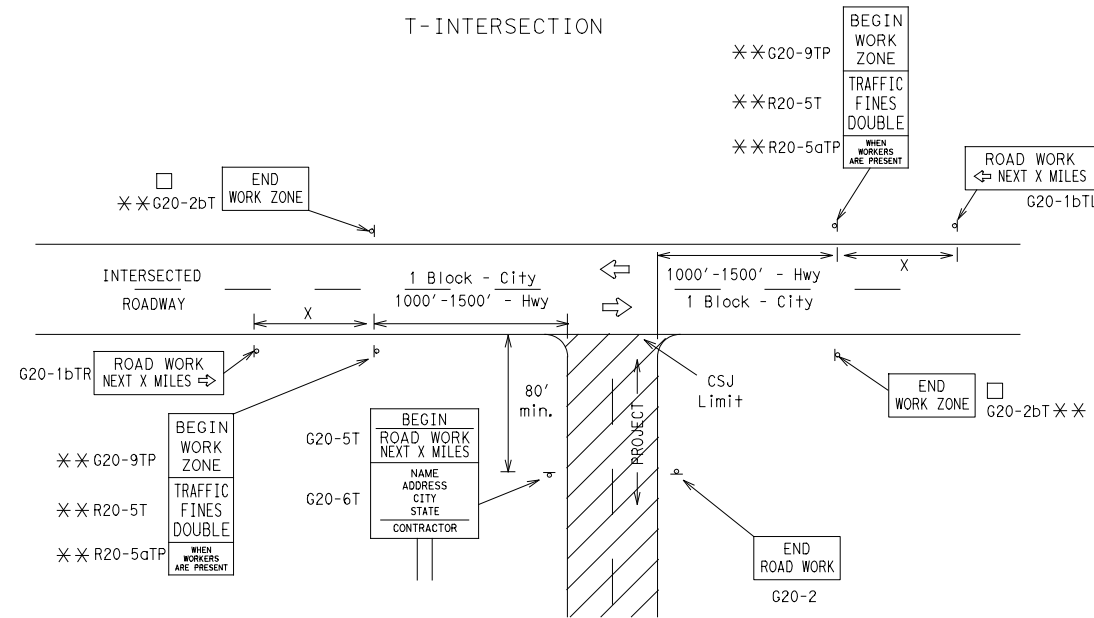 T-INTERSECTION
BEGIN
WORK
ZONE
**G20-9TP
TRAFFIC
FINES
DOUBLE
**R20-5T
WHEN
WORKERS
ARE PRESENT
**R20-5aTP
ROAD WORK
⇦ NEXT X MILES
G20-1bTL
END
WORK ZONE
□
**G20-2bT
INTERSECTED
ROADWAY
1 Block - City
1000'-1500' - Hwy
X
1000'-1500' - Hwy
1 Block - City
X
G20-1bTR
ROAD WORK
NEXT X MILES ⇨
80'
min.
CSJ
Limit
PROJECT
END
WORK ZONE
□
G20-2bT**
BEGIN
WORK
ZONE
**G20-9TP
TRAFFIC
FINES
DOUBLE
**R20-5T
WHEN
WORKERS
ARE PRESENT
**R20-5aTP
G20-5T
BEGIN
ROAD WORK
NEXT X MILES
G20-6T
NAME
ADDRESS
CITY
STATE
CONTRACTOR
END
ROAD WORK
G20-2